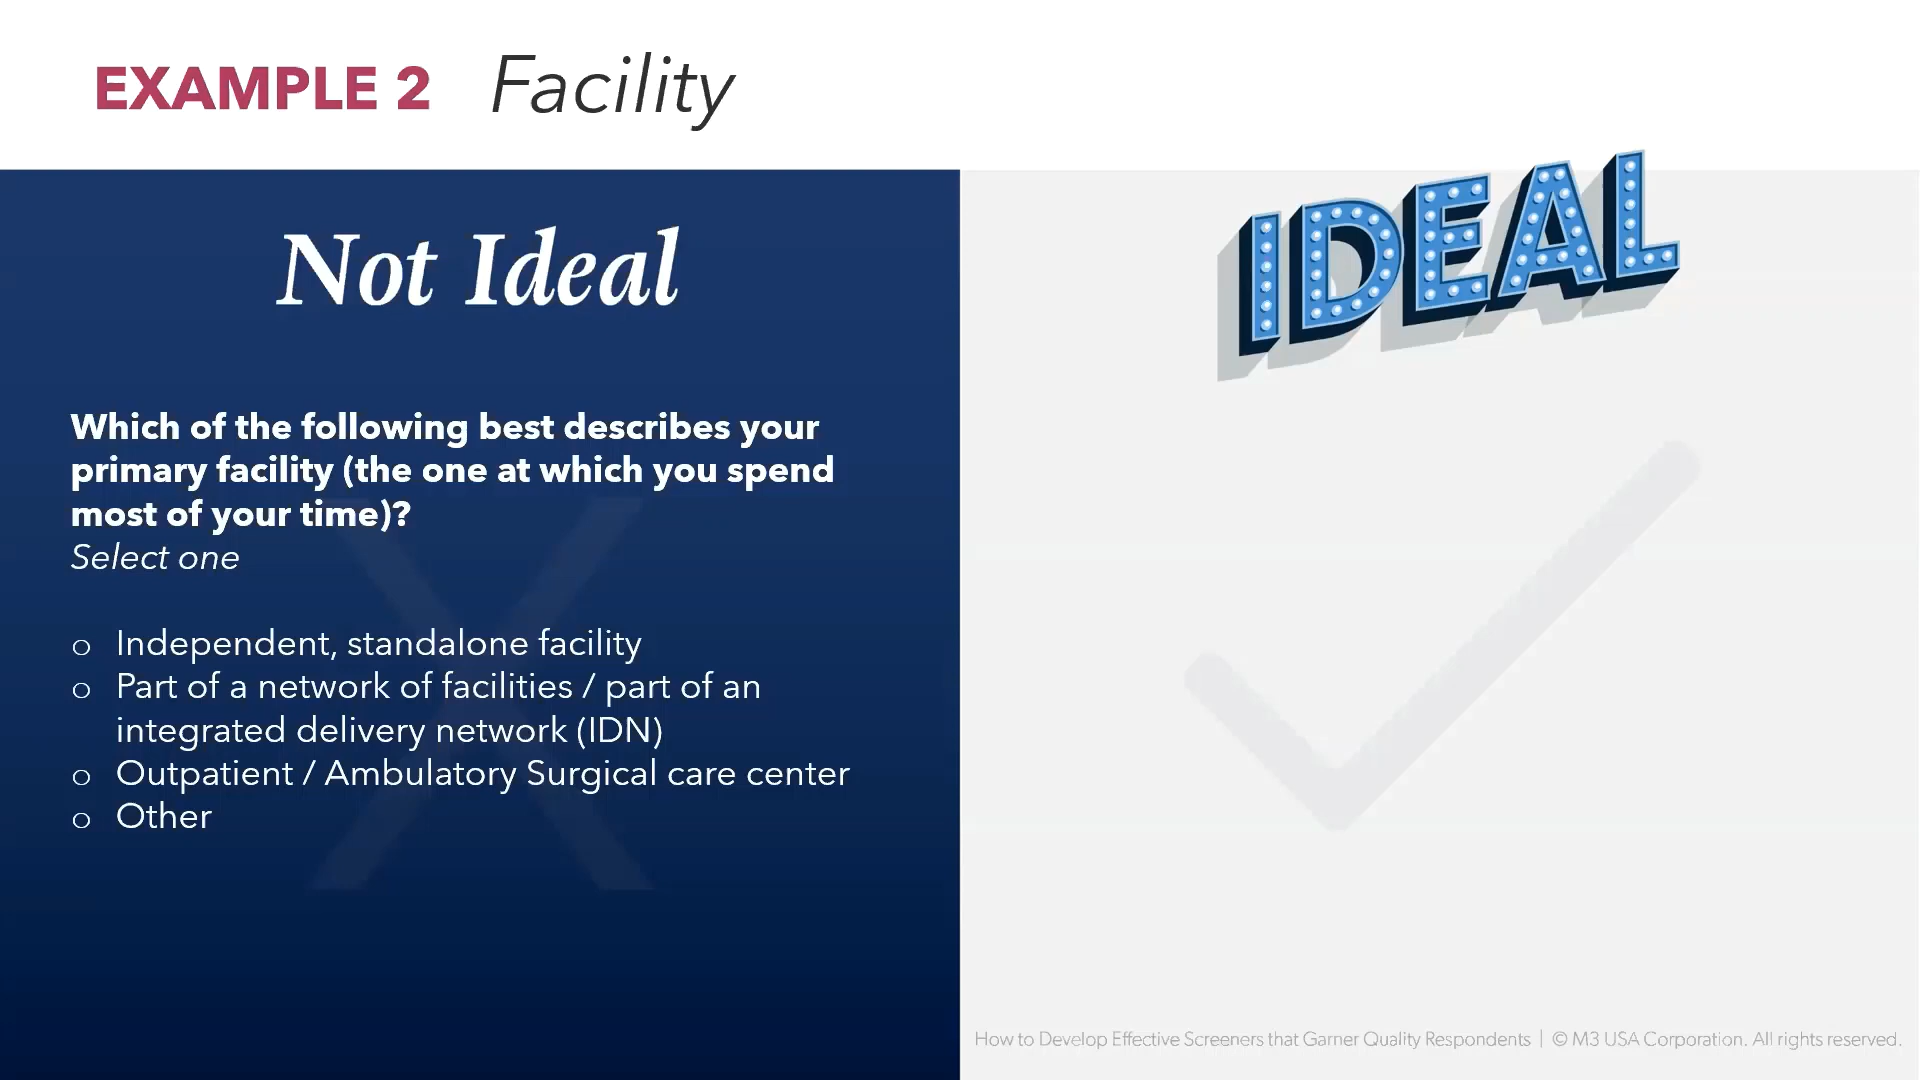 EXAMPLE 2 Facility
Not Ideal
Which of the following best describes your
primary facility (the one at which you spend
most of your time)?
Select one
o Independent, standalone facility
o Part of a network of facilities / part of an
integrated delivery network (IDN)
o Outpatient / Ambulatory Surgical care center
o Other
IDEAL
How to Develop Effective Screeners that Garner Quality Respondents | © M3 USA Corporation. All rights reserved.